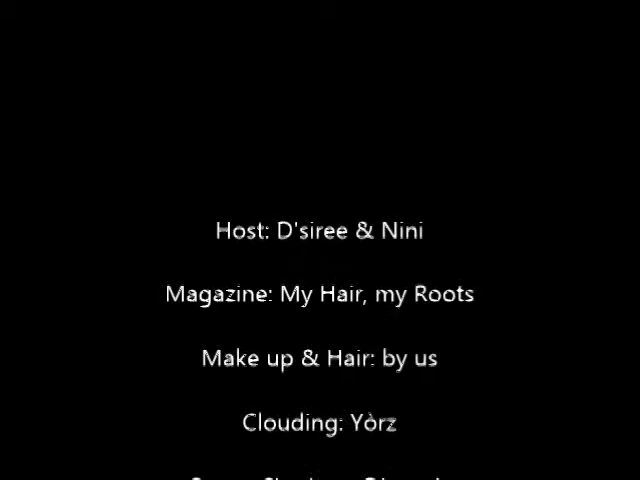 Host: D'siree & Nini
Magazine: My Hair, my Roots
Make up & Hair: by us
Clouding: Yòrz